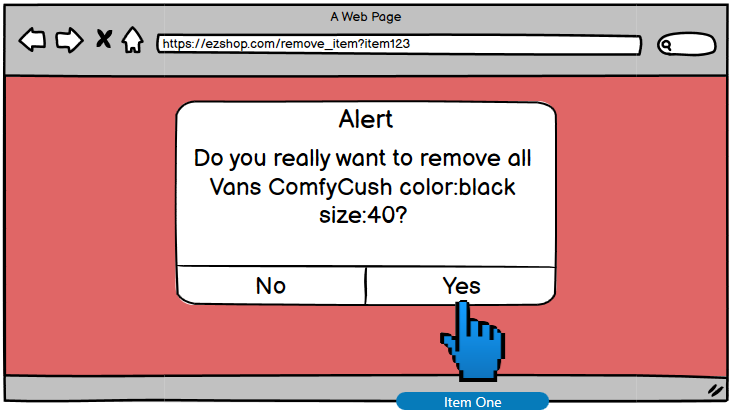 A Web Page
https://ezshop.com/remove_item?item123
Alert
Do you really want to remove all
Vans ComfyCush color:black
size:40?
No
Yes
Item One